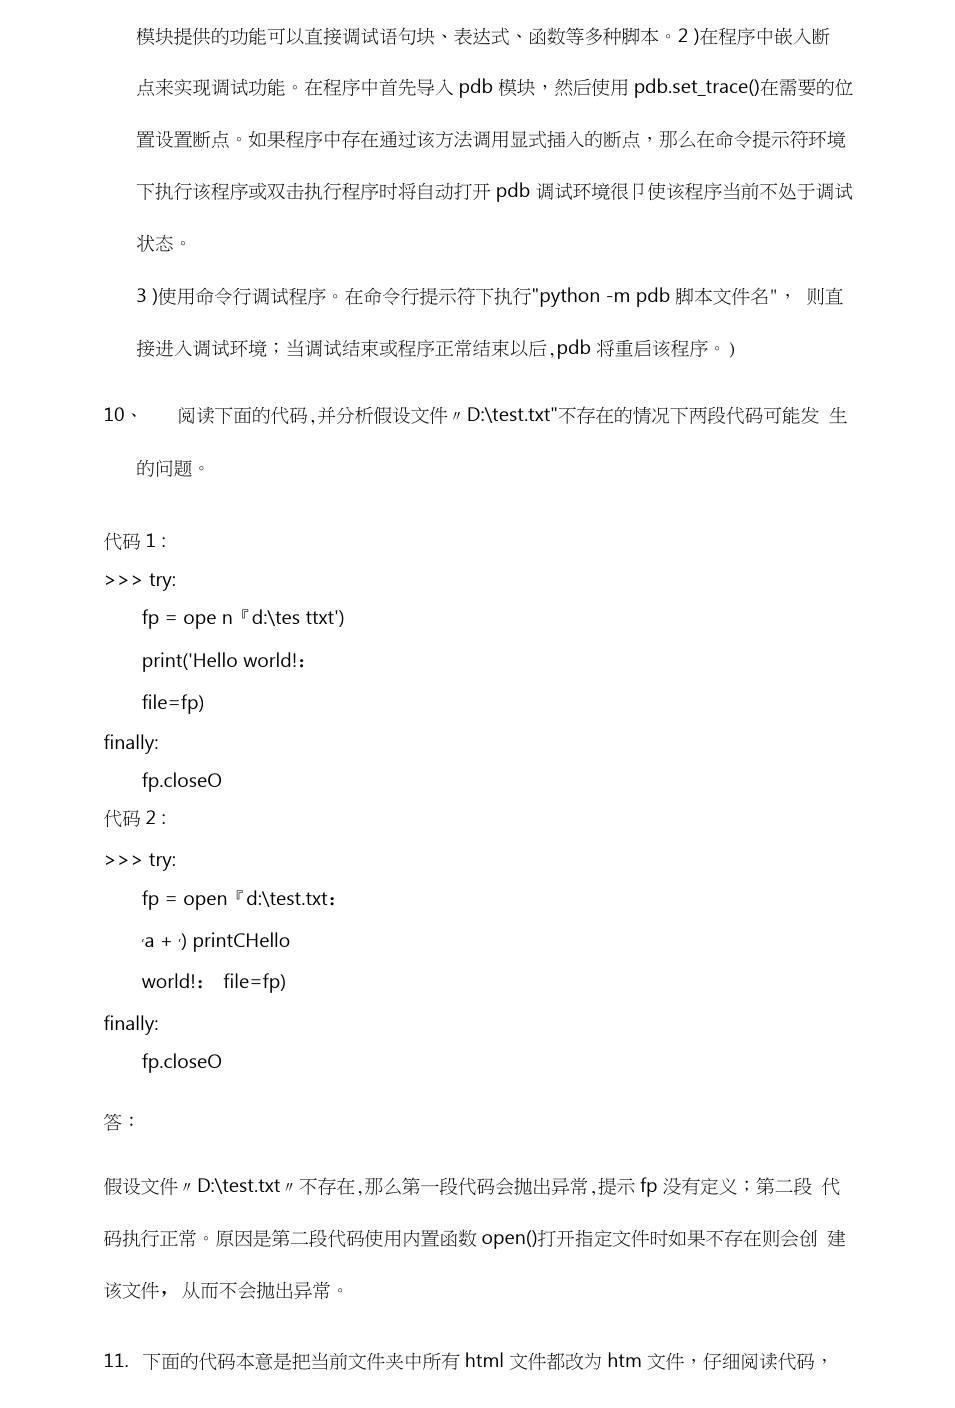 模块提供的功能可以直接调试语句块、表达式、函数等多种脚本。2 )在程序中嵌入断
点来实现调试功能。在程序中首先导入 pdb 模块，然后使用 pdb.set_trace()在需要的位
置设置断点。如果程序中存在通过该方法调用显式插入的断点，那么在命令提示符环境
下执行该程序或双击执行程序时将自动打开 pdb 调试环境很卩使该程序当前不处于调试
状态。
3 )使用命令行调试程序。在命令行提示符下执行"python -m pdb 脚本文件名"， 则直
接进入调试环境；当调试结束或程序正常结束以后,pdb 将重启该程序。)
10、 阅读下面的代码,并分析假设文件〃D:\test.txt"不存在的情况下两段代码可能发 生
的问题。
代码 1 :
>>> try:
fp = ope n『d:\tes ttxt')
print('Hello world!：
file=fp)
finally:
fp.closeO
代码 2 :
>>> try:
fp = open『d:\test.txt：
,a + ,) printCHello
world!： file=fp)
finally:
fp.closeO
答：
假设文件〃D:\test.txt〃不存在,那么第一段代码会抛出异常,提示 fp 没有定义；第二段 代
码执行正常。原因是第二段代码使用内置函数 open()打开指定文件时如果不存在则会创 建
该文件，从而不会抛出异常。
11. 下面的代码本意是把当前文件夹中所有 html 文件都改为 htm 文件，仔细阅读代码，